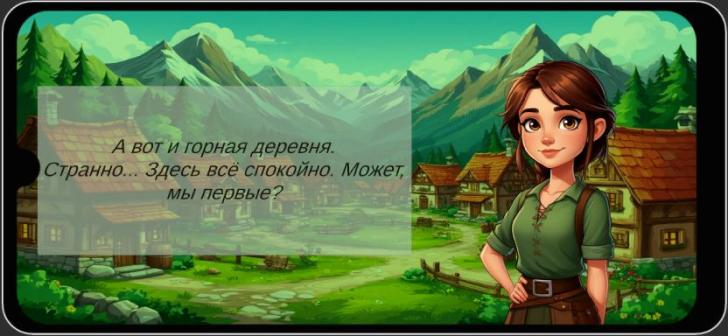 А вот и горная деревня.
Странно... Здесь всё спокойно. Может,
мы первые?